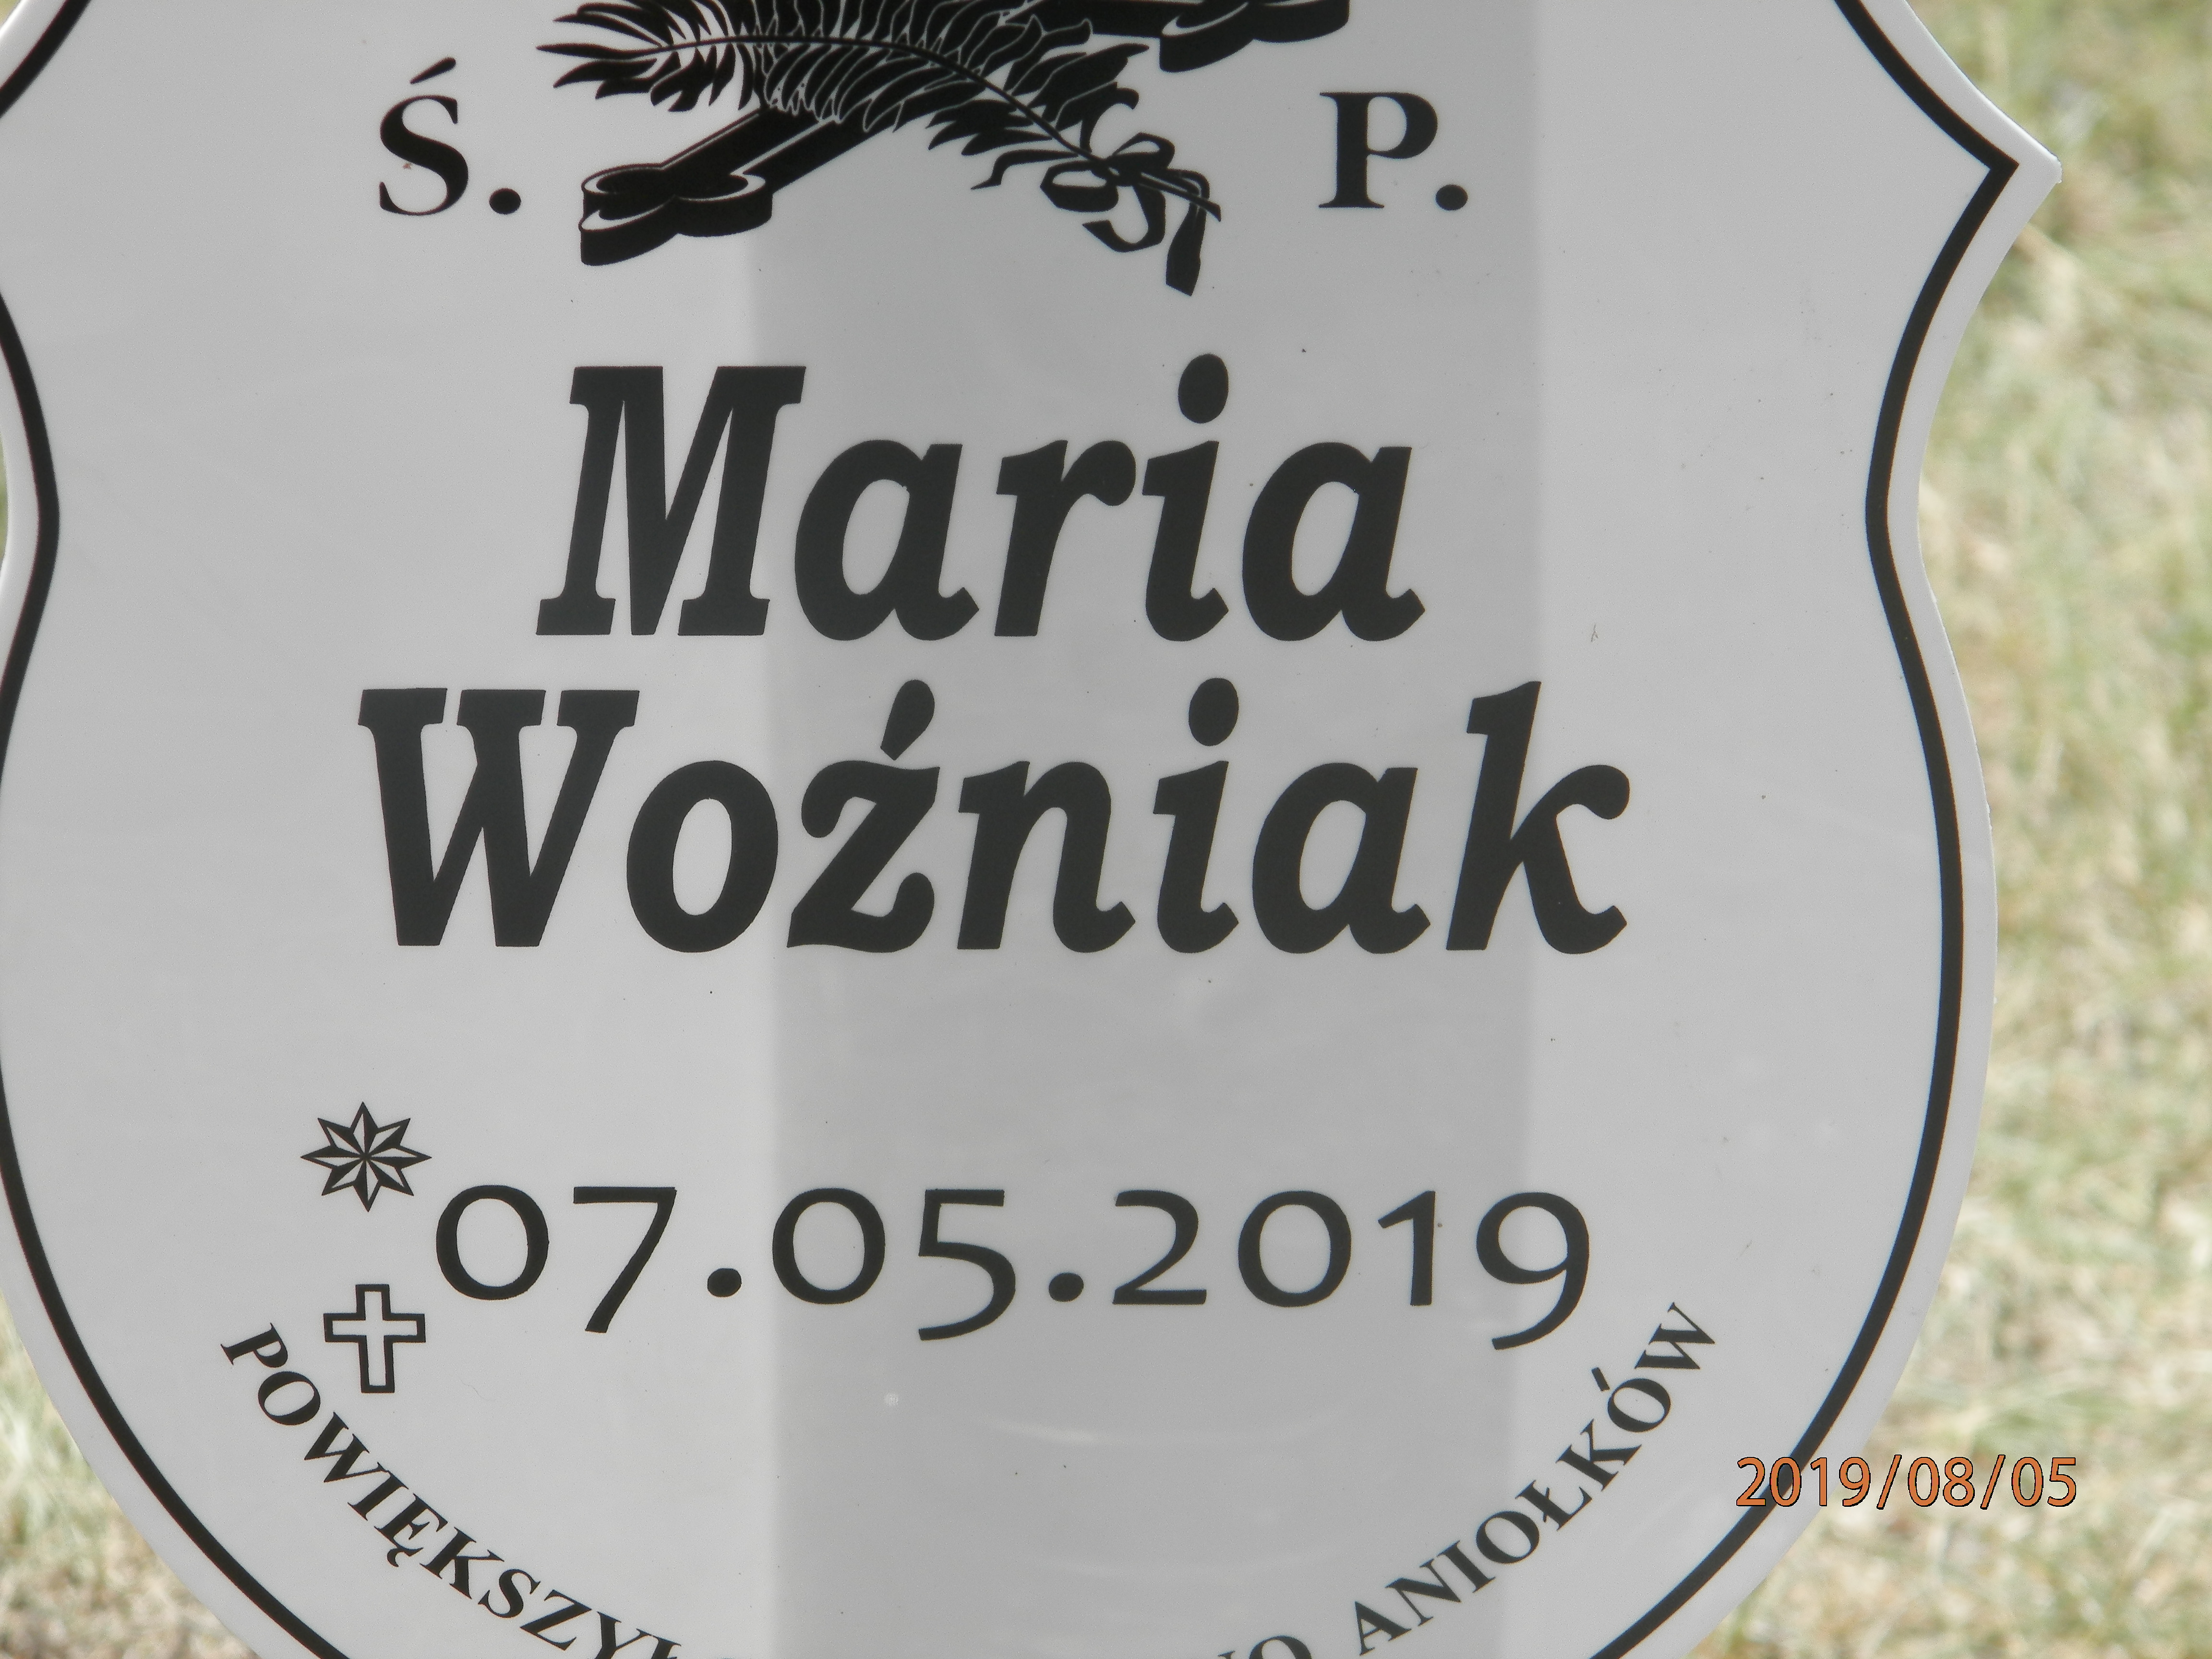 Ś. P.
Maria
Woźniak
07.05.2019
POWIĘKSZY
ANIOŁKÓW
2019/08/05